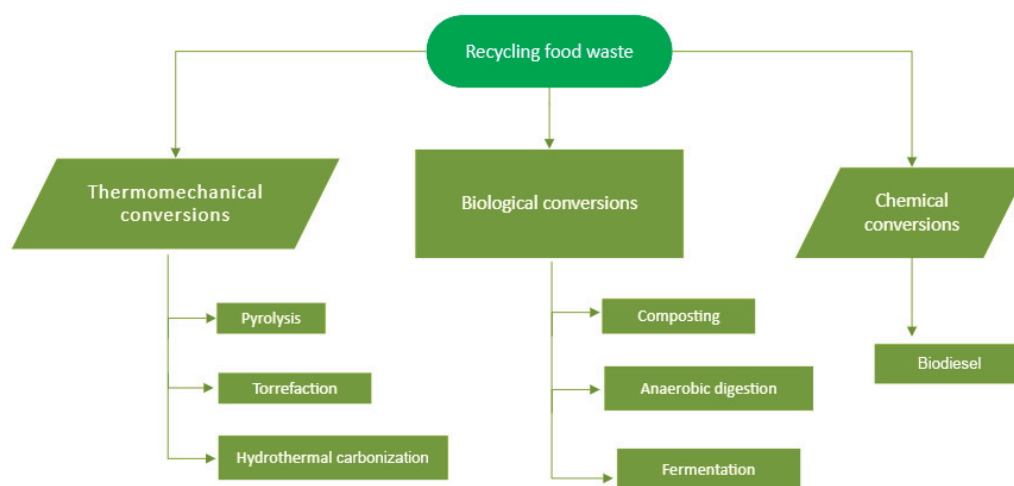 Recycling food waste
Thermomechanical
conversions
Biological conversions
Chemical
conversions
Pyrolysis
Torrefaction
Hydrothermal carbonization
Composting
Anaerobic digestion
Fermentation
Biodiesel